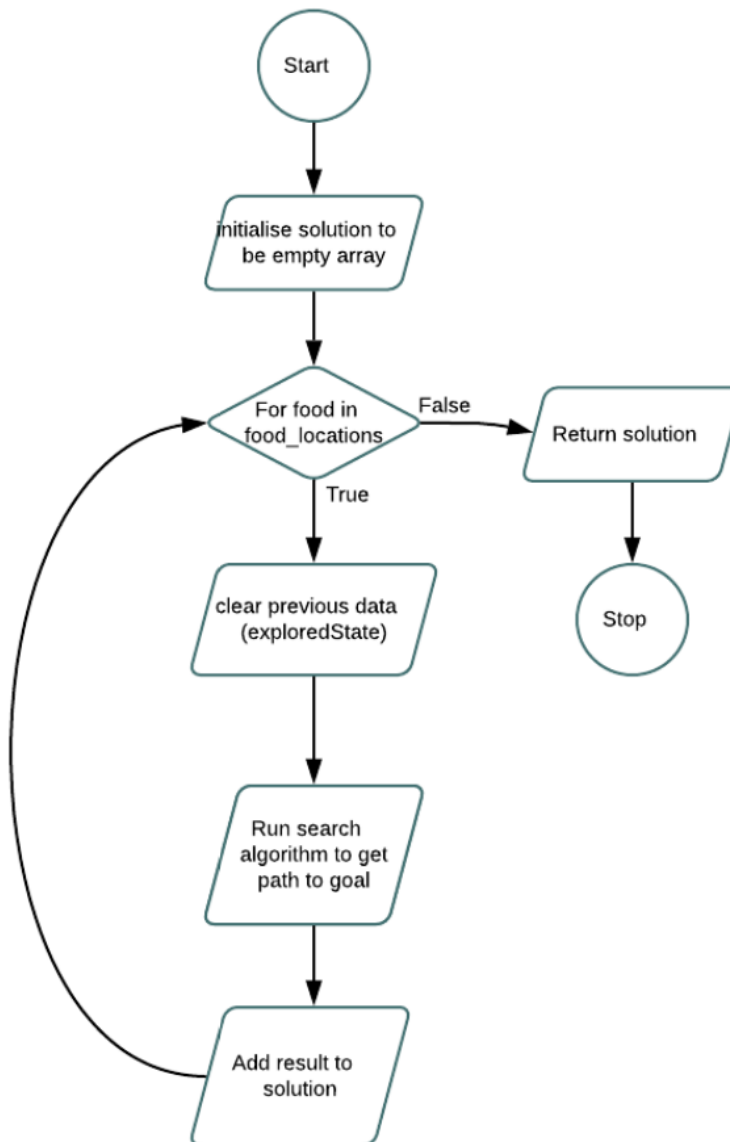 Start
initialise solution to
be empty array
For food in
food_locations
False
Return solution
True
clear previous data
(exploredState)
Stop
Run search
algorithm to get
path to goal
Add result to
solution